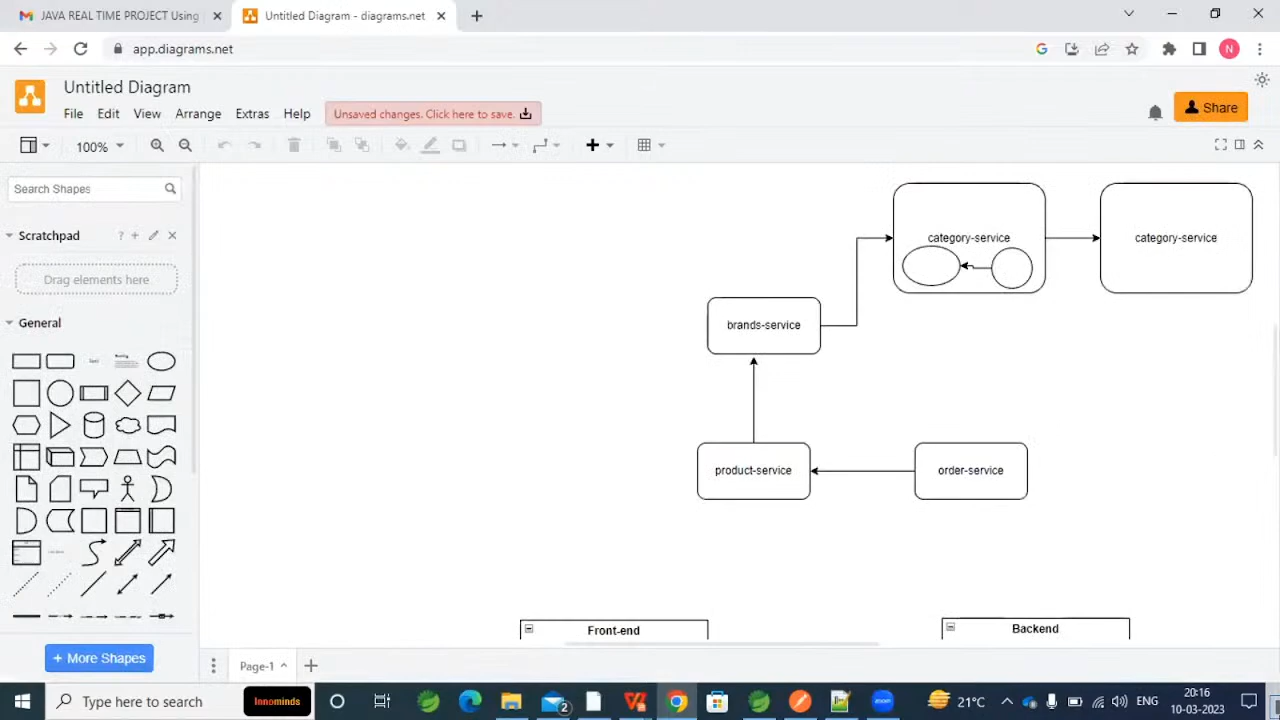 JAVA REAL TIME PROJECT Using
Untitled Diagram - diagrams.net
app.diagrams.net
N
Untitled Diagram
File Edit View Arrange Extras Help
Unsaved changes. Click here to save.
Share
100%
Search Shapes
Scratchpad
?
Drag elements here
General
category-service
category-service
brands-service
product-service
order-service
Front-end
Backend
+ More Shapes
Page-1
Type here to search
Innominds
2
21°C
ENG
20:16
10-03-2023